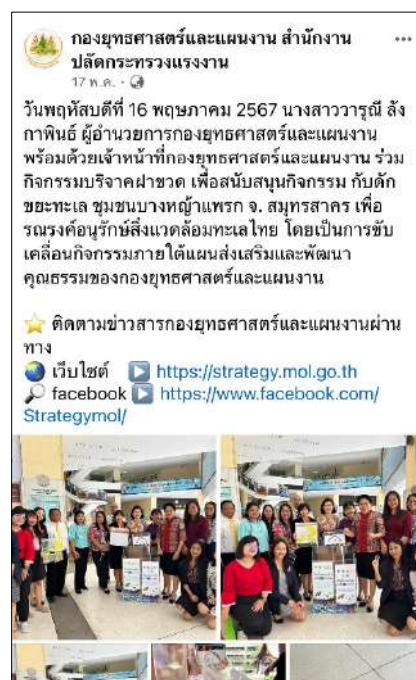 กองยุทธศาสตร์และแผนงาน สำนักงาน
ปลัดกระทรวงแรงงาน
17 พ.ค.
วันพฤหัสบดีที่ 16 พฤษภาคม 2567 นางสาววารุณี ลัง
กาพินธ์ ผู้อำนวยการกองยุทธศาสตร์และแผนงาน
พร้อมด้วยเจ้าหน้าที่กองยุทธศาสตร์และแผนงาน ร่วม
กิจกรรมบริจาคฝาขวด เพื่อสนับสนุนกิจกรรม กับดัก
ขยะทะเล ชุมชนบางหญ้าแพรก จ. สมุทรสาคร เพื่อ
รณรงค์อนุรักษ์สิ่งแวดล้อมทะเลไทย โดยเป็นการขับ
เคลื่อนกิจกรรมภายใต้แผนส่งเสริมและพัฒนา
คุณธรรมของกองยุทธศาสตร์และแผนงาน
⭐ ติดตามข่าวสารกองยุทธศาสตร์และแผนงานผ่าน
ทาง
🌏 เว็บไซต์ ▶ https://strategy.mol.go.th
🔎 facebook ▶ https://www.facebook.com/
Strategymol/